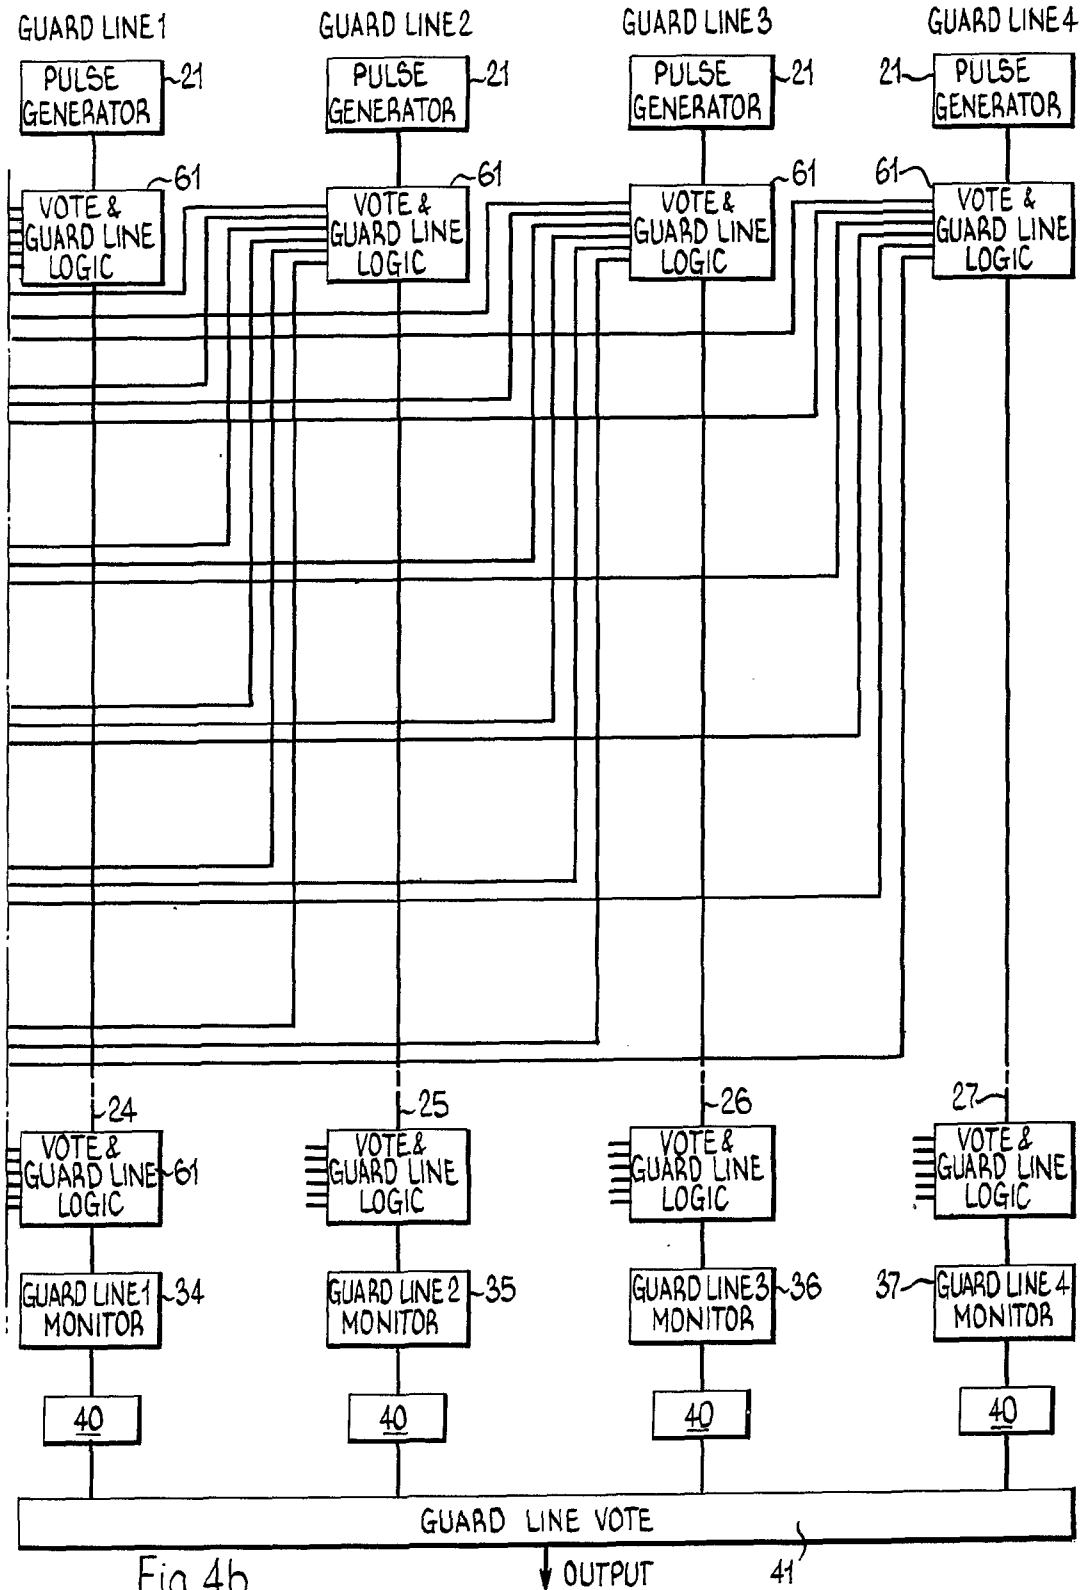 GUARD LINE 1 GUARD LINE 2 GUARD LINE 3 GUARD LINE 4
PULSE GENERATOR 21 PULSE GENERATOR 21 PULSE GENERATOR 21 21 PULSE GENERATOR
61 61 61 61
VOTE & GUARD LINE LOGIC VOTE & GUARD LINE LOGIC VOTE & GUARD LINE LOGIC VOTE & GUARD LINE LOGIC
24 25 26 27
VOTE & GUARD LINE LOGIC 61 VOTE & GUARD LINE LOGIC VOTE & GUARD LINE LOGIC VOTE & GUARD LINE LOGIC
GUARD LINE 1 MONITOR 34 GUARD LINE 2 MONITOR 35 GUARD LINE 3 MONITOR 36 37 GUARD LINE 4 MONITOR
40 40 40 40
GUARD LINE VOTE
Fig. 4b OUTPUT 41